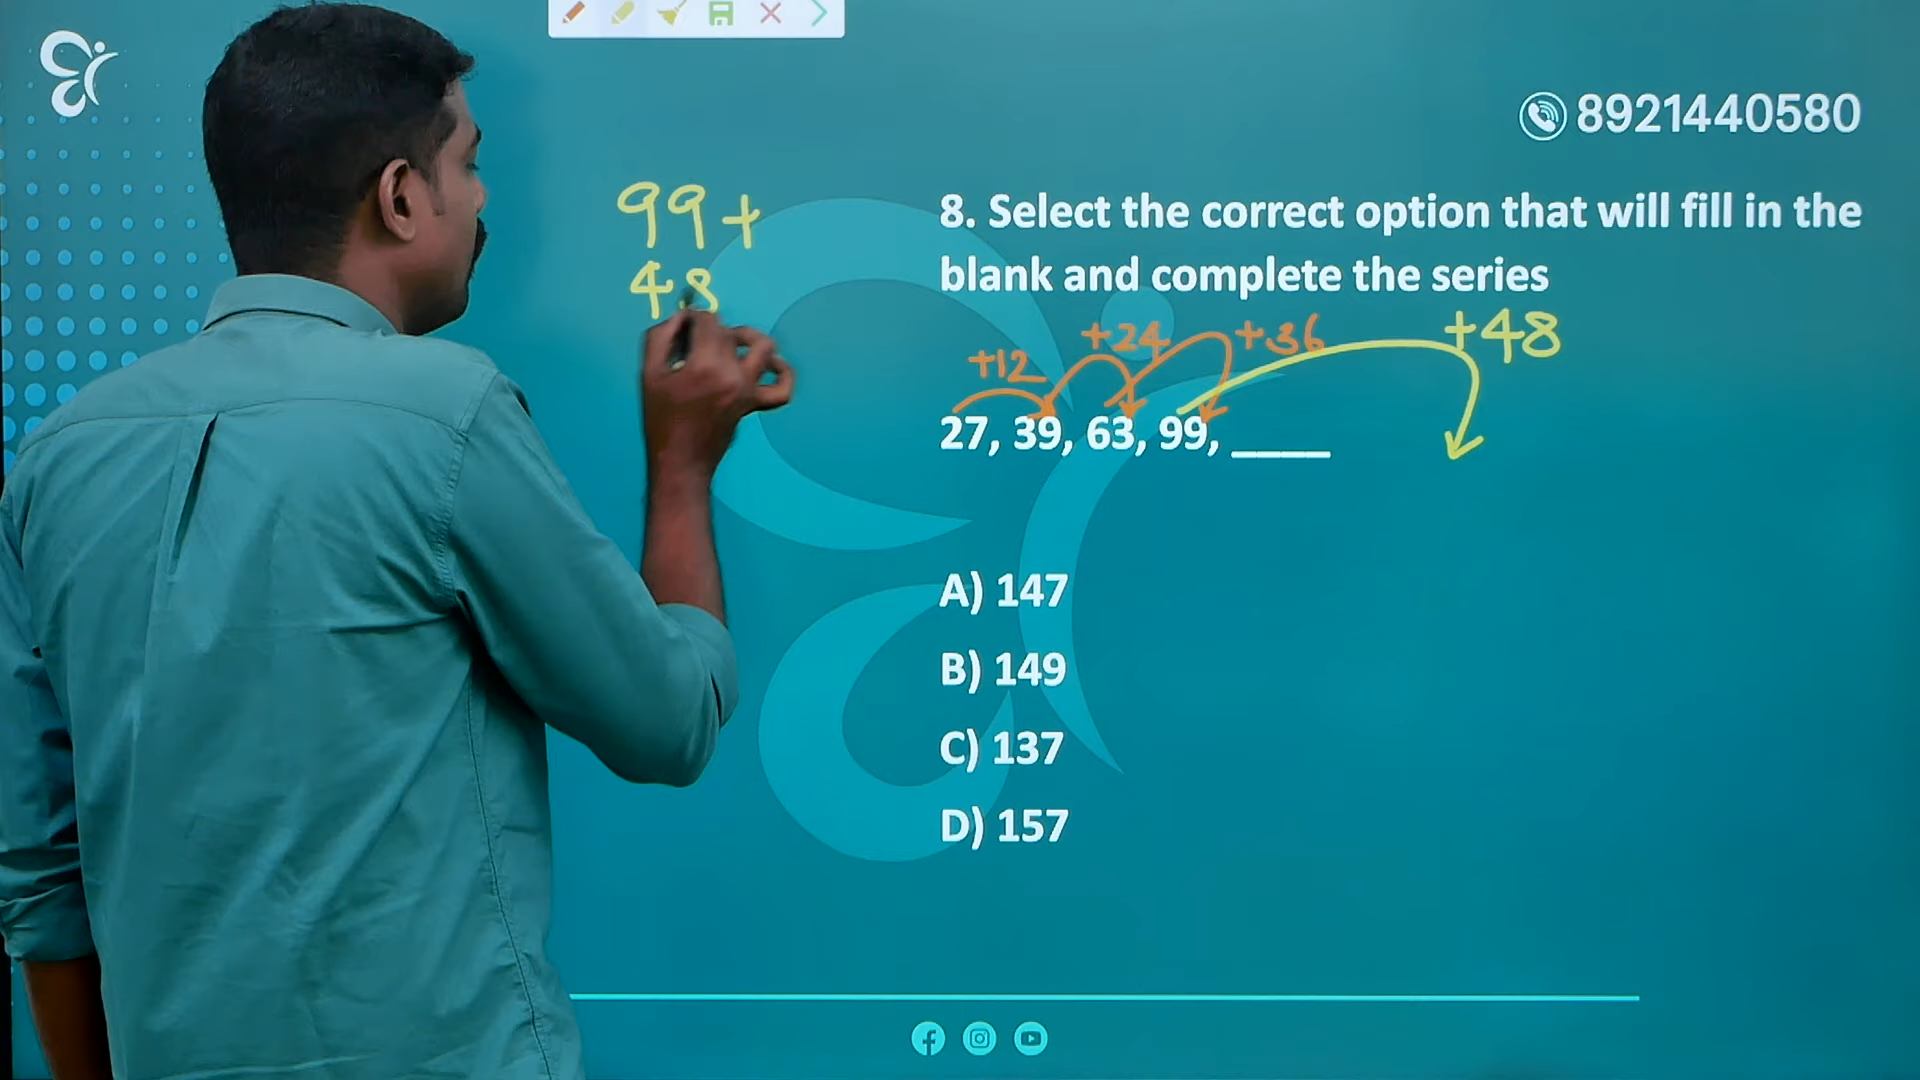 8921440580
99+
48
8. Select the correct option that will fill in the
blank and complete the series
+12 +24 +36 +48
27, 39, 63, 99, ____
A) 147
B) 149
C) 137
D) 157